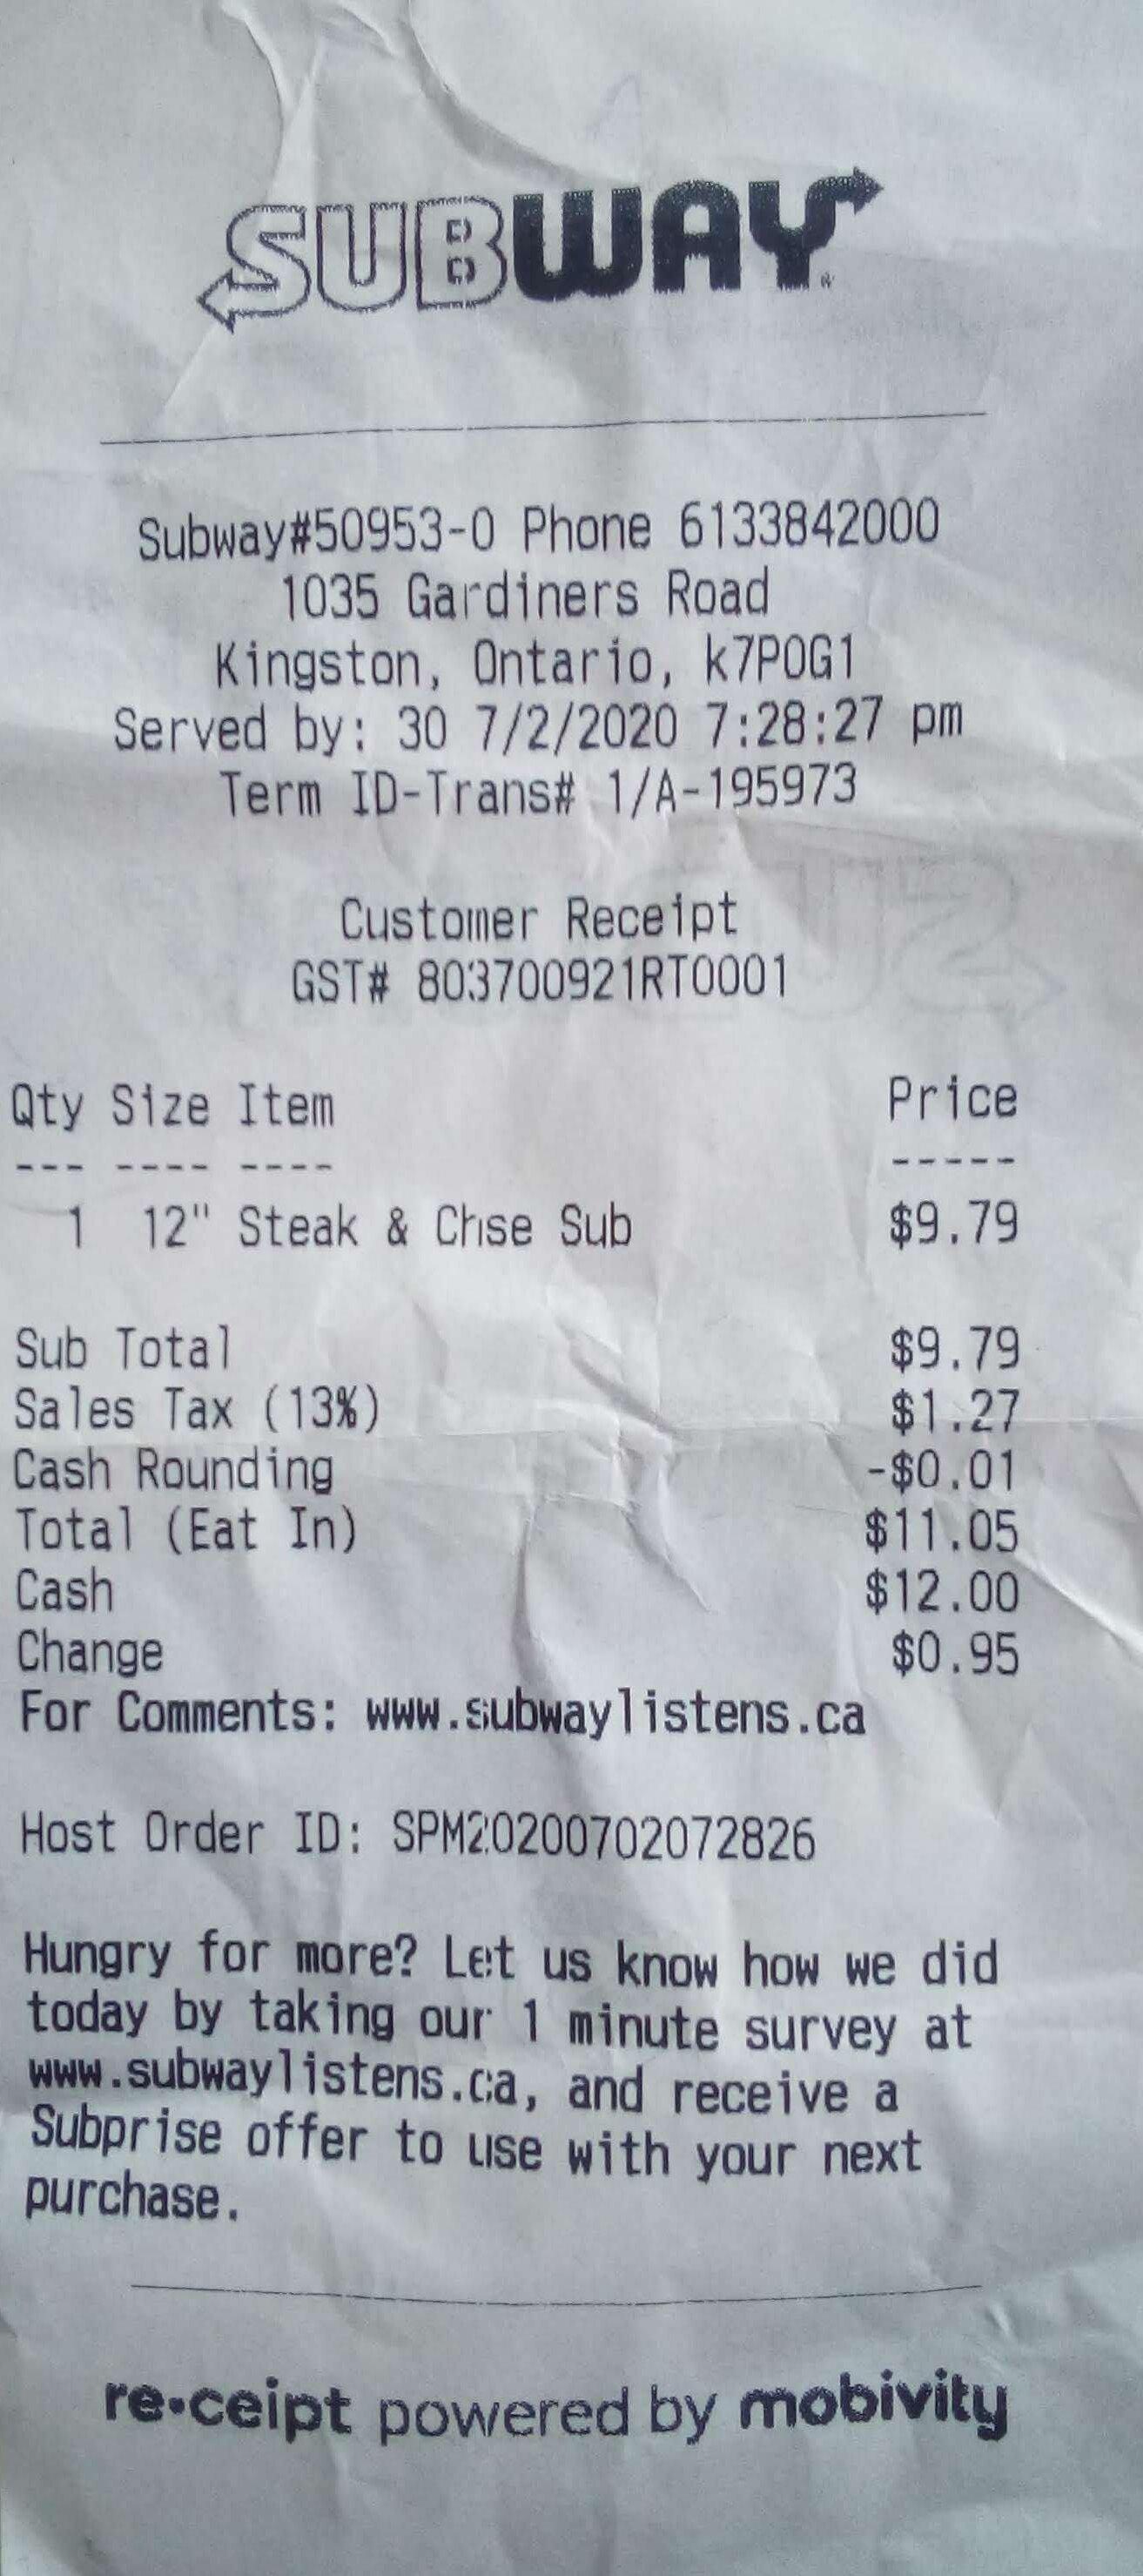 SUBWAY
Subway#50953-0 Phone 6133842000
1035 Gardiners Road
Kingston, Ontario, k7P0G1
Served by: 30 7/2/2020 7:28:27 pm
Term ID-Trans# 1/A-195973
Customer Receipt
GST# 803700921RT0001
Qty Size Item Price
--- ---- ---- -----
1 12" Steak & Chse Sub $9.79
Sub Total $9.79
Sales Tax (13%) $1.27
Cash Rounding -$0.01
Total (Eat In) $11.05
Cash $12.00
Change $0.95
For Comments: www.subwaylistens.ca
Host Order ID: SPM20200702072826
Hungry for more? Let us know how we did
today by taking our 1 minute survey at
www.subwaylistens.ca, and receive a
Subprise offer to use with your next
purchase.
re•ceipt powered by mobivity